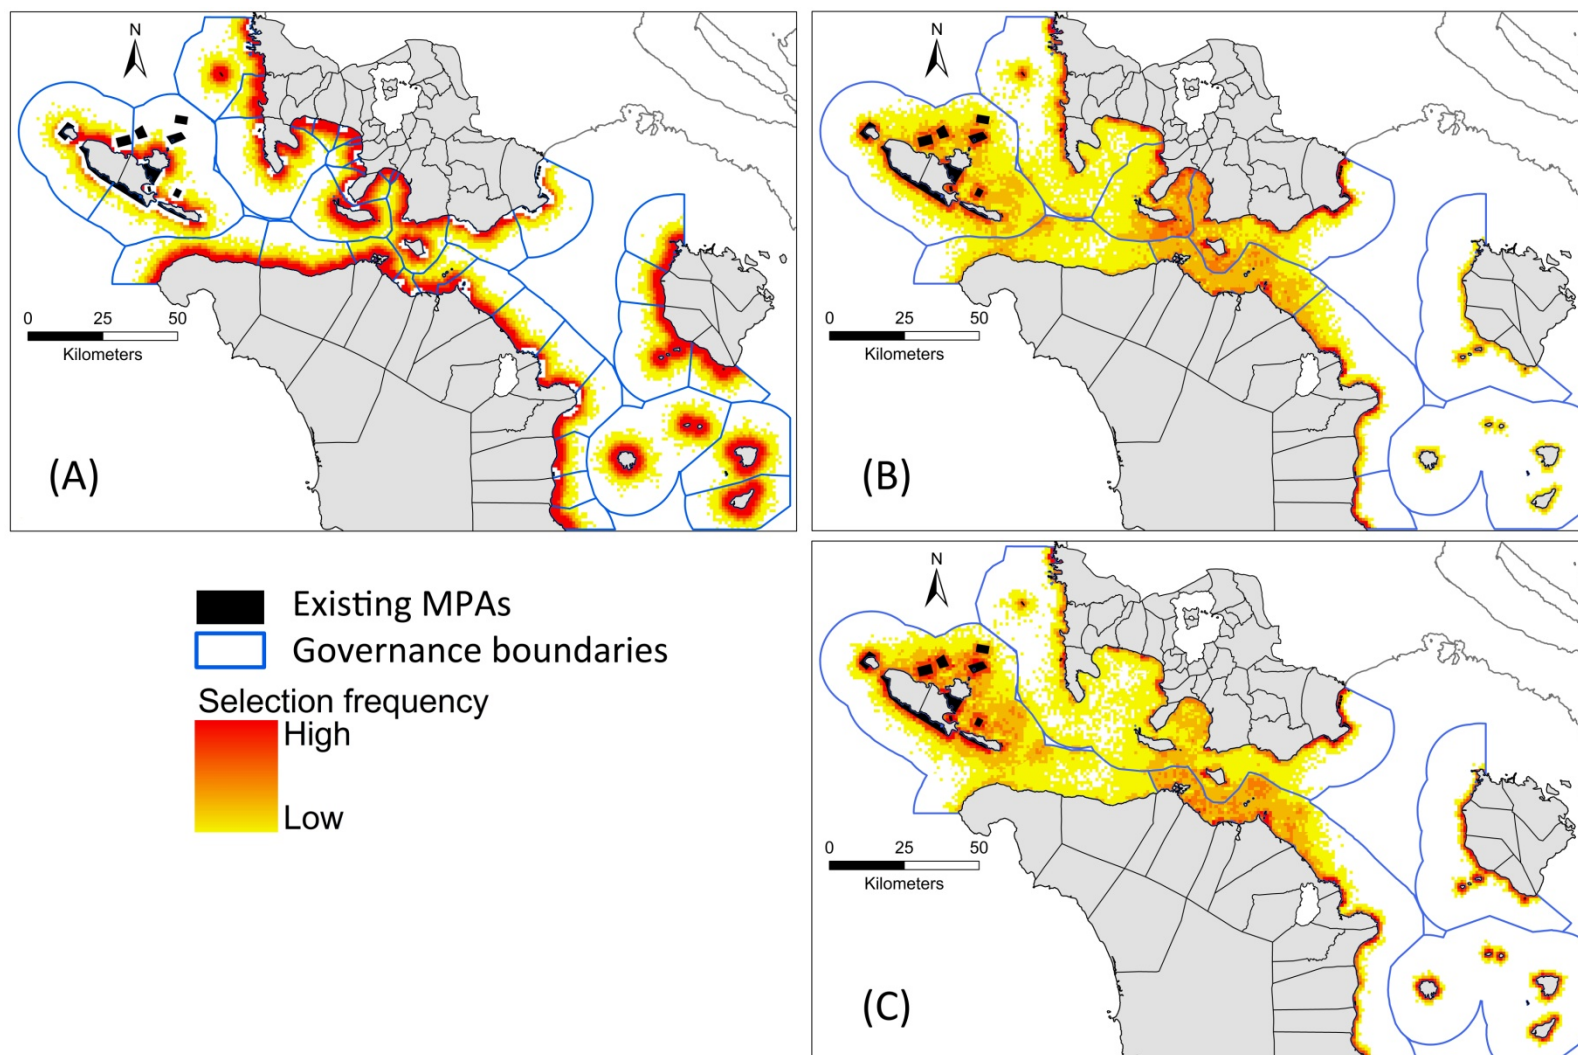 N
0 25 50
Kilometers
(A)
N
0 25 50
Kilometers
(B)
Existing MPAs
Governance boundaries
Selection frequency
High
Low
N
0 25 50
Kilometers
(C)